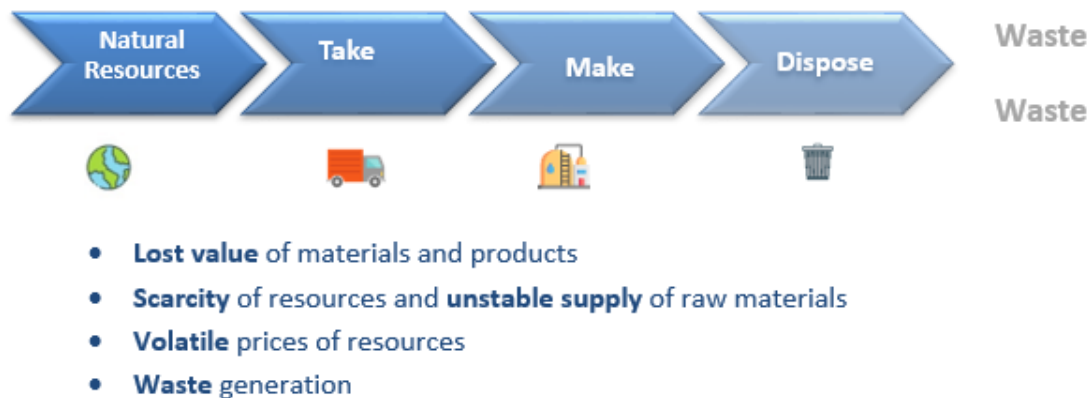 Natural
Resources
Take
Make
Dispose
Waste
Waste
• Lost value of materials and products
• Scarcity of resources and unstable supply of raw materials
• Volatile prices of resources
• Waste generation